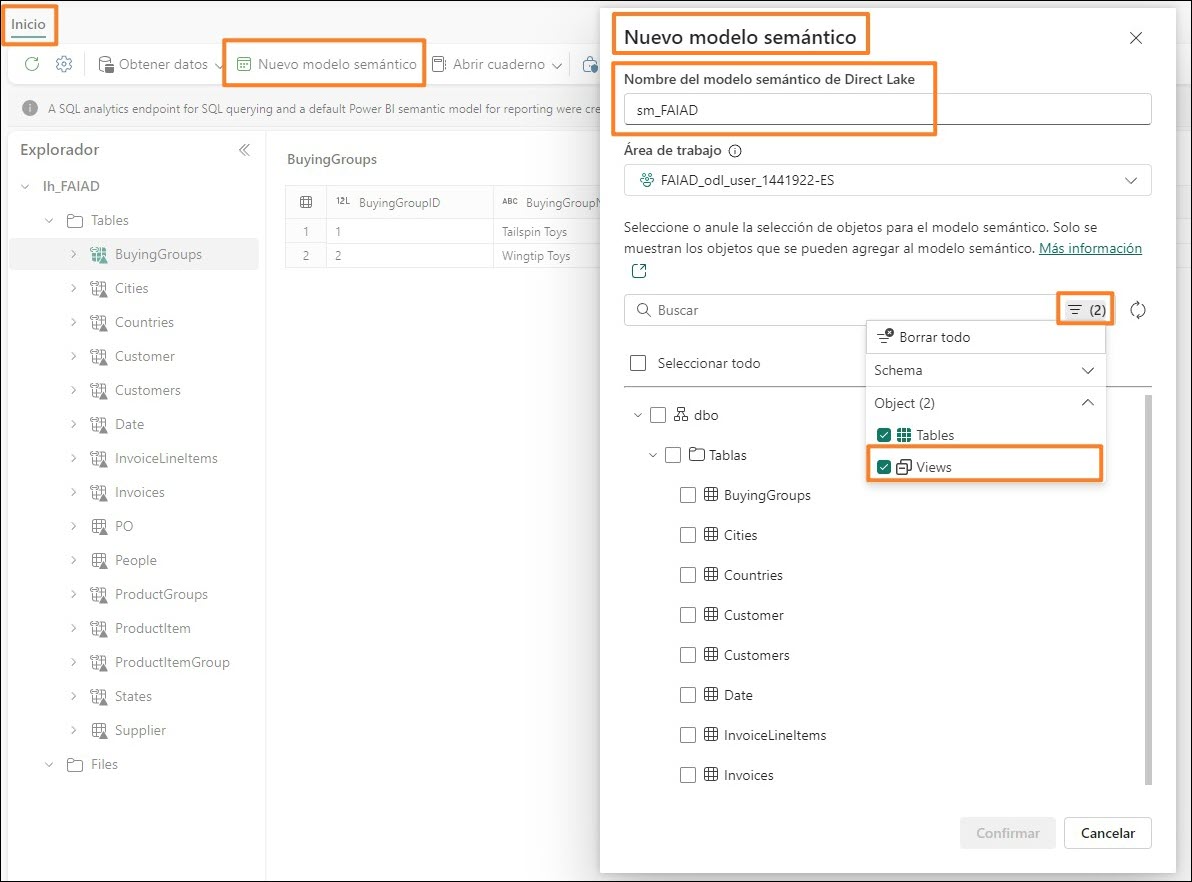 Inicio
Obtener datos
Nuevo modelo semántico
Abrir cuaderno
A SQL analytics endpoint for SQL querying and a default Power BI semantic model for reporting were cre
Explorador
lh_FAIAD
Tables
BuyingGroups
Cities
Countries
Customer
Customers
Date
InvoiceLineItems
Invoices
PO
People
ProductGroups
ProductItem
ProductItemGroup
States
Supplier
Files
BuyingGroups
12L BuyingGroupID ABC BuyingGroupN
1 1 Tailspin Toys
2 2 Wingtip Toys
Nuevo modelo semántico
Nombre del modelo semántico de Direct Lake
sm_FAIAD
Área de trabajo
FAIAD_odl_user_1441922-ES
Seleccione o anule la selección de objetos para el modelo semántico. Solo se
muestran los objetos que se pueden agregar al modelo semántico. Más información
Buscar
(2)
Borrar todo
Schema
Object (2)
Tables
Views
Seleccionar todo
dbo
Tablas
BuyingGroups
Cities
Countries
Customer
Customers
Date
InvoiceLineItems
Invoices
Confirmar
Cancelar